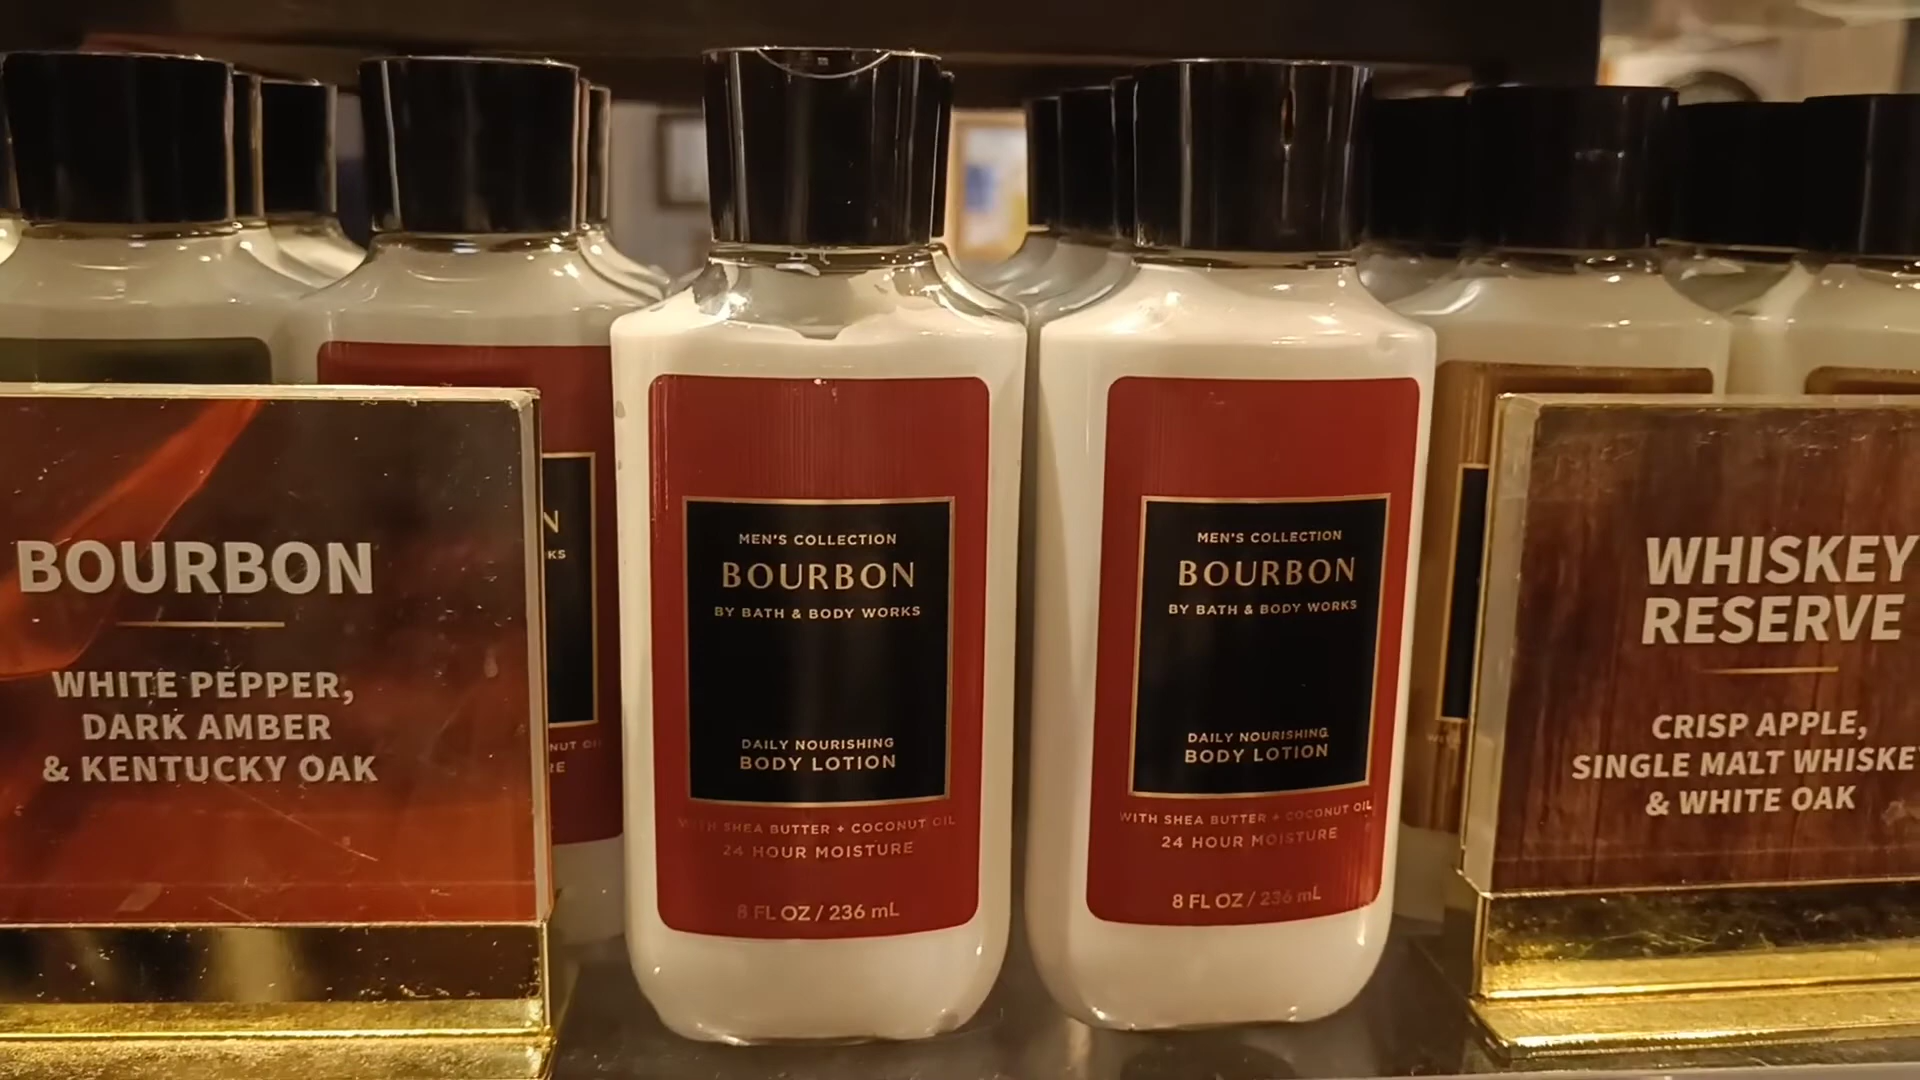 BOURBON
WHITE PEPPER,
DARK AMBER
& KENTUCKY OAK
MEN'S COLLECTION
BOURBON
BY BATH & BODY WORKS
DAILY NOURISHING
BODY LOTION
WITH SHEA BUTTER + COCONUT OIL
24 HOUR MOISTURE
8 FL OZ / 236 mL
MEN'S COLLECTION
BOURBON
BY BATH & BODY WORKS
DAILY NOURISHING
BODY LOTION
WITH SHEA BUTTER + COCONUT OIL
24 HOUR MOISTURE
8 FL OZ / 236 mL
WHISKEY
RESERVE
CRISP APPLE,
SINGLE MALT WHISKEY
& WHITE OAK